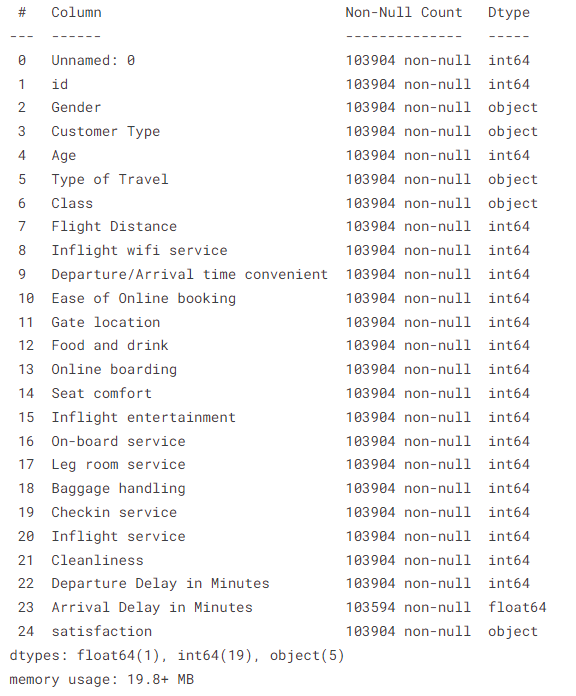 #   Column                             Non-Null Count   Dtype
---  ------                             --------------   -----
0   Unnamed: 0                         103904 non-null  int64
1   id                                 103904 non-null  int64
2   Gender                             103904 non-null  object
3   Customer Type                      103904 non-null  object
4   Age                                103904 non-null  int64
5   Type of Travel                     103904 non-null  object
6   Class                              103904 non-null  object
7   Flight Distance                    103904 non-null  int64
8   Inflight wifi service              103904 non-null  int64
9   Departure/Arrival time convenient  103904 non-null  int64
10  Ease of Online booking             103904 non-null  int64
11  Gate location                      103904 non-null  int64
12  Food and drink                     103904 non-null  int64
13  Online boarding                    103904 non-null  int64
14  Seat comfort                       103904 non-null  int64
15  Inflight entertainment             103904 non-null  int64
16  On-board service                   103904 non-null  int64
17  Leg room service                   103904 non-null  int64
18  Baggage handling                   103904 non-null  int64
19  Checkin service                    103904 non-null  int64
20  Inflight service                   103904 non-null  int64
21  Cleanliness                        103904 non-null  int64
22  Departure Delay in Minutes         103904 non-null  int64
23  Arrival Delay in Minutes           103594 non-null  float64
24  satisfaction                       103904 non-null  object
dtypes: float64(1), int64(19), object(5)
memory usage: 19.8+ MB